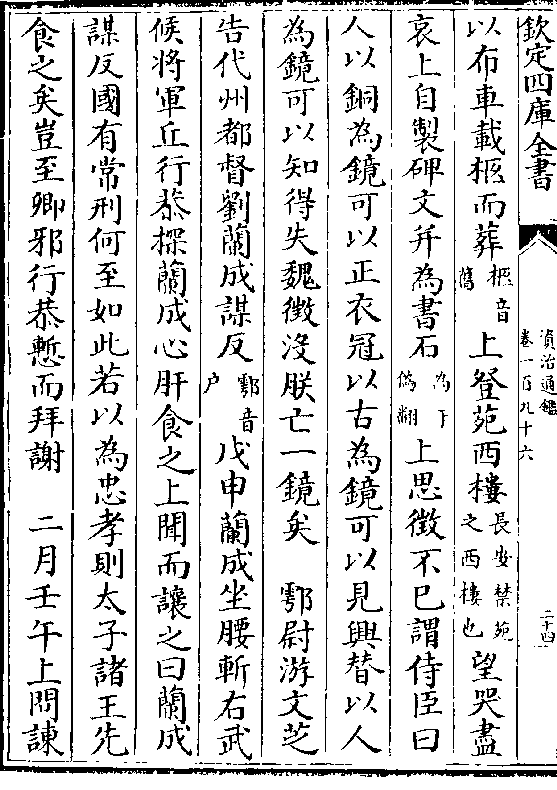 欽定四庫全書
資治通鑑
卷一百九十六
二十四
以布車載柩而葬柩音舊上登苑西樓長安禁苑之西樓也望哭盡
哀上自製碑文幷為書石為于偽翻上思徵不已謂侍臣曰
人以銅為鏡可以正衣冠以古為鏡可以見興替以人
為鏡可以知得失魏徵沒朕亡一鏡矣　鄠尉游文芝
告代州都督劉蘭成謀反鄠音户戊申蘭成坐腰斬右武
候將軍丘行恭探蘭成心肝食之上聞而讓之曰蘭成
謀反國有常刑何至如此若以為忠孝則太子諸王先
食之矣豈至卿邪行恭慙而拜謝　二月壬午上問諫